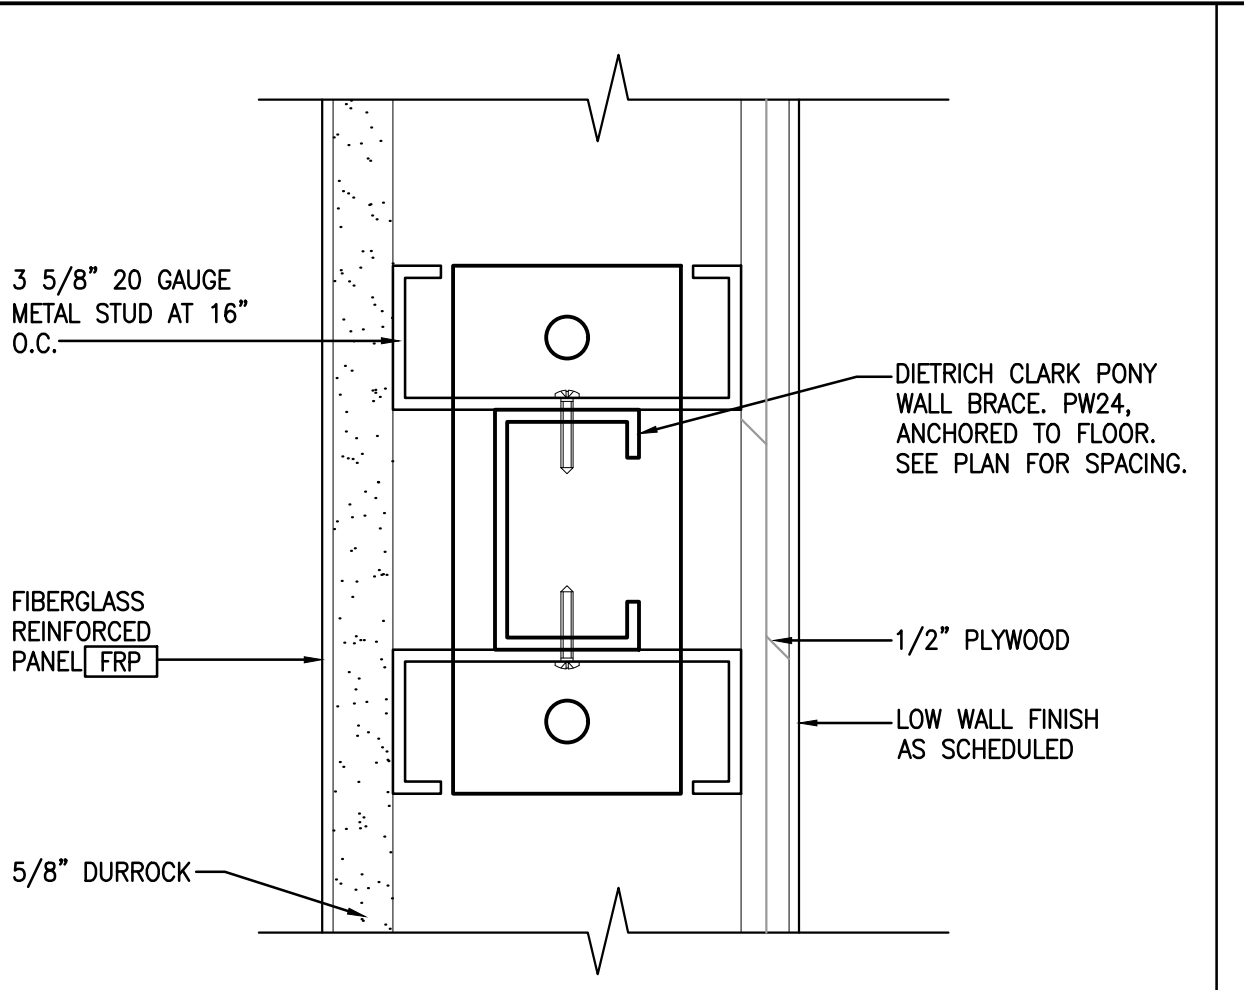 3 5/8” 20 GAUGE
METAL STUD AT 16”
O.C.
DIETRICH CLARK PONY
WALL BRACE. PW24,
ANCHORED TO FLOOR.
SEE PLAN FOR SPACING.
FIBERGLASS
REINFORCED
PANEL FRP
1/2” PLYWOOD
LOW WALL FINISH
AS SCHEDULED
5/8” DURROCK